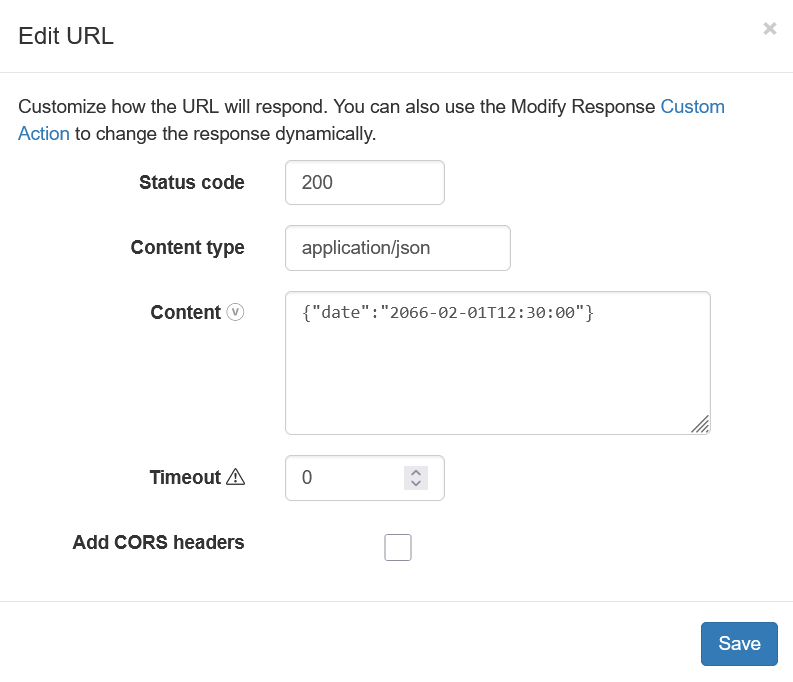 Edit URL
×
Customize how the URL will respond. You can also use the Modify Response Custom
Action to change the response dynamically.
Status code 200
Content type application/json
Content v {"date":"2066-02-01T12:30:00"}
Timeout 0
Add CORS headers
Save